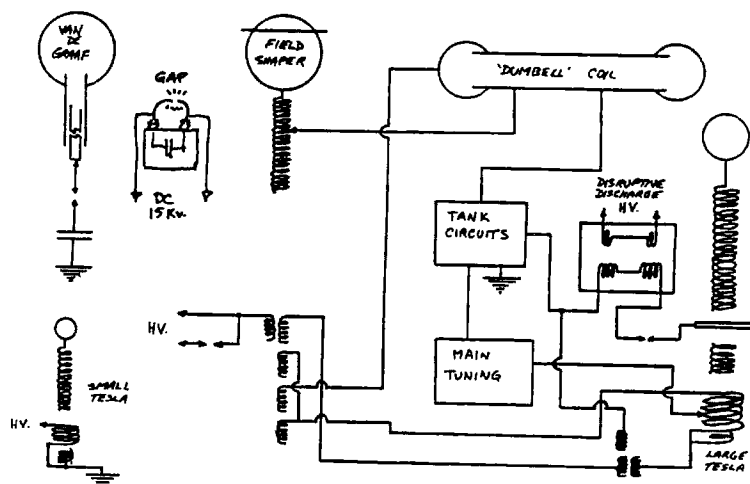 VAN
DE
GRAAF
GAP
DC
15 KV.
FIELD
SHAPER
'DUMBELL' COIL
TANK
CIRCUITS
DISRUPTIVE
DISCHARGE
HV.
HV.
MAIN
TUNING
SMALL
TESLA
HV.
LARGE
TESLA